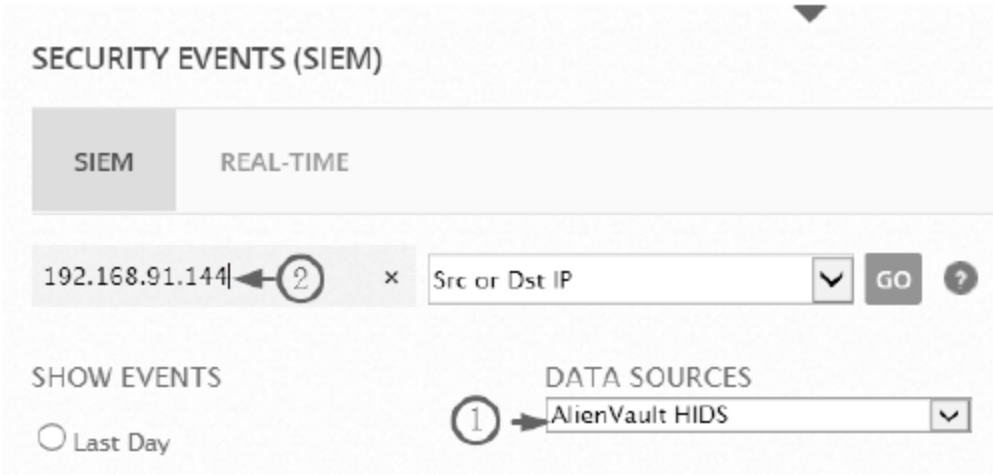 SECURITY EVENTS (SIEM)
SIEM REAL-TIME
192.168.91.144 2 × Src or Dst IP GO ?
SHOW EVENTS DATA SOURCES
1 AlienVault HIDS
Last Day